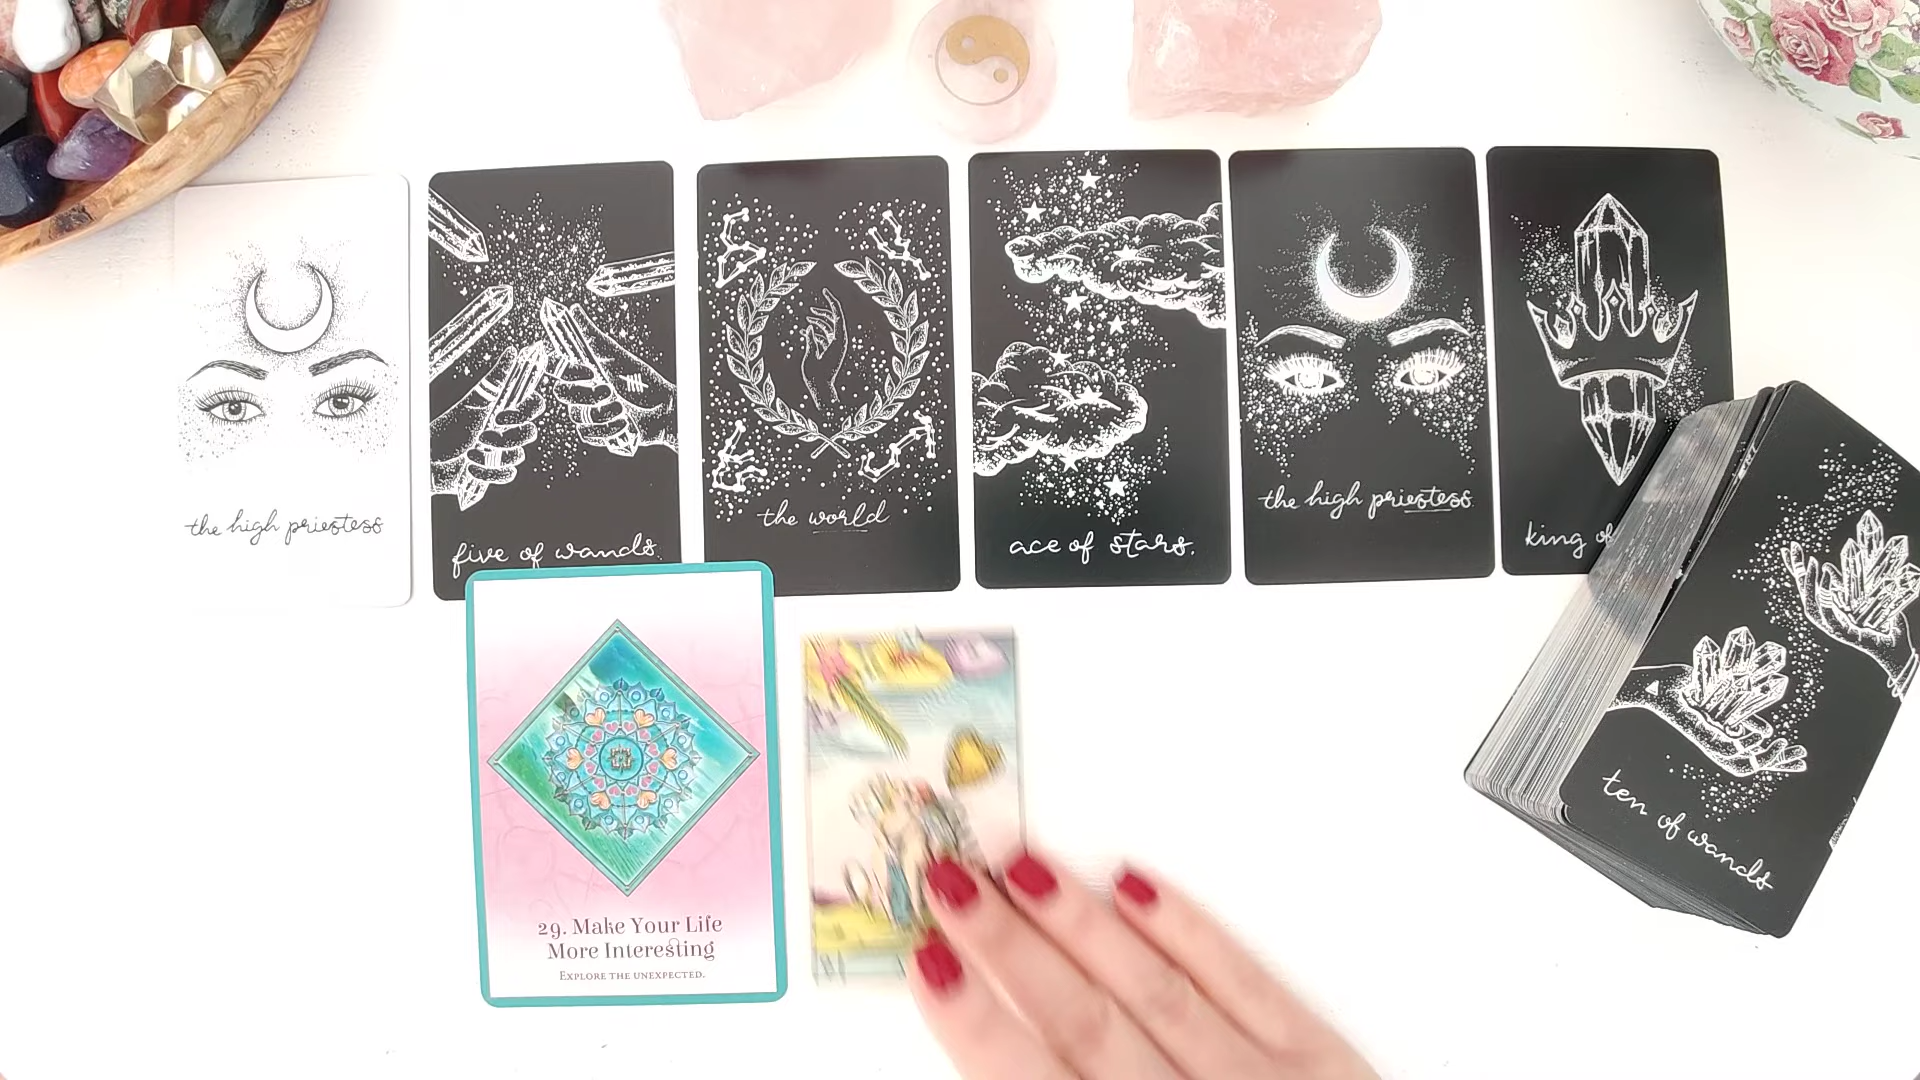 the high priestess
five of wands.
the world
ace of stars.
the high priestess
king of
ten of wands
29. Make Your Life
More Interesting
Explore the unexpected.